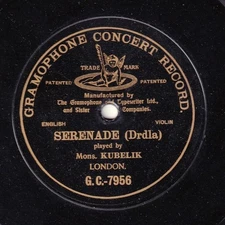 GRAMOPHONE CONCERT RECORD.
TRADE MARK
PATENTED PATENTED
Manufactured by
The Gramophone and Typewriter Ltd.,
and Sister Companies.
ENGLISH VIOLIN
SERENADE (Drdla)
played by
Mons. KUBELIK
LONDON.
G.C.-7956